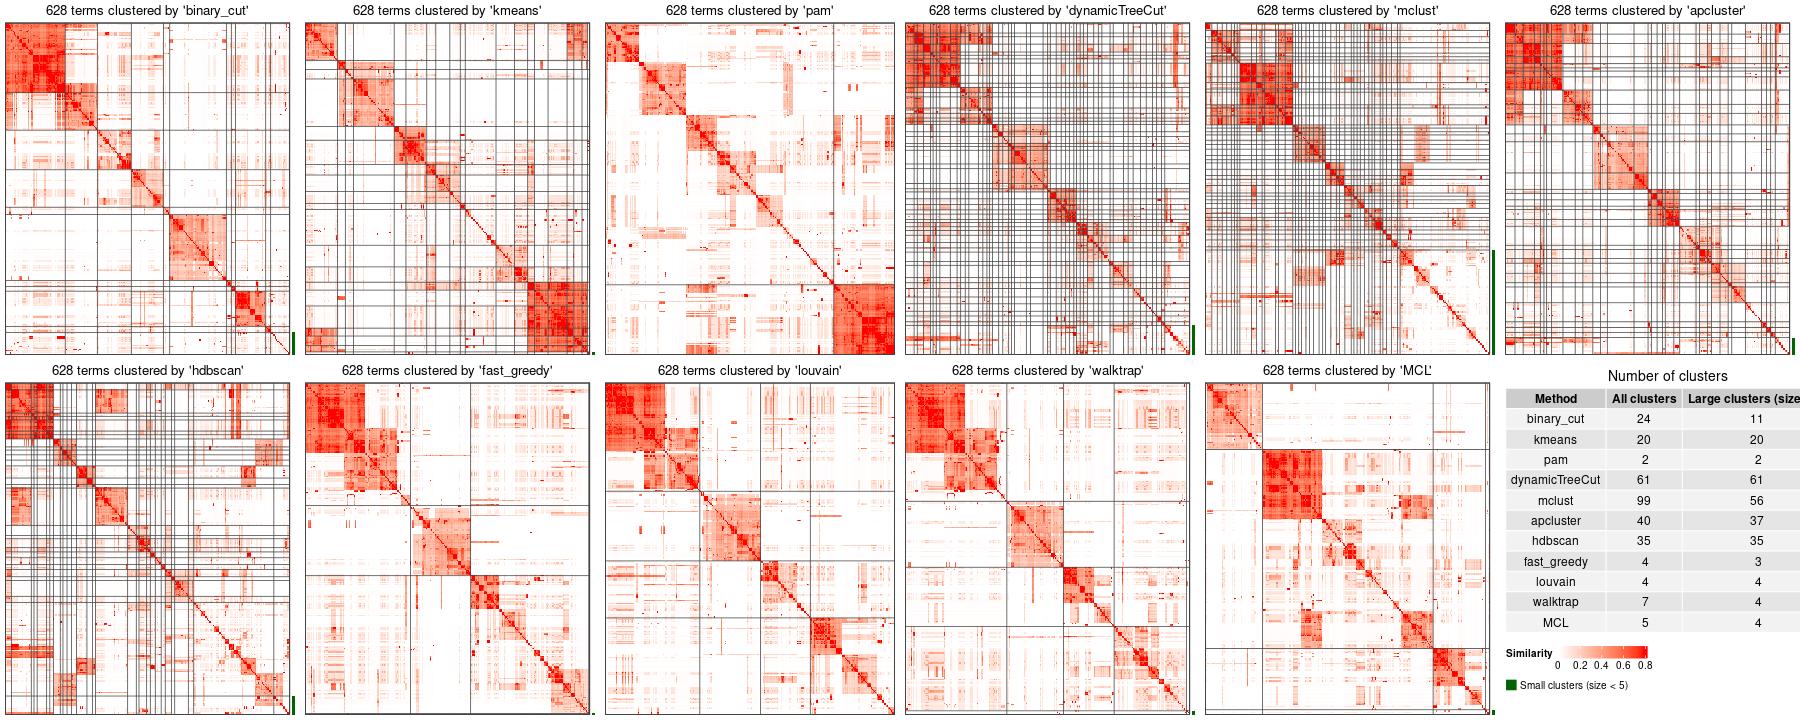 628 terms clustered by 'binary_cut'
628 terms clustered by 'kmeans'
628 terms clustered by 'pam'
628 terms clustered by 'dynamicTreeCut'
628 terms clustered by 'mclust'
628 terms clustered by 'apcluster'
628 terms clustered by 'hdbscan'
628 terms clustered by 'fast_greedy'
628 terms clustered by 'louvain'
628 terms clustered by 'walktrap'
628 terms clustered by 'MCL'
Number of clusters
Method All clusters Large clusters (size
binary_cut 24 11
kmeans 20 20
pam 2 2
dynamicTreeCut 61 61
mclust 99 56
apcluster 40 37
hdbscan 35 35
fast_greedy 4 3
louvain 4 4
walktrap 7 4
MCL 5 4
Similarity
0 0.2 0.4 0.6 0.8
Small clusters (size < 5)